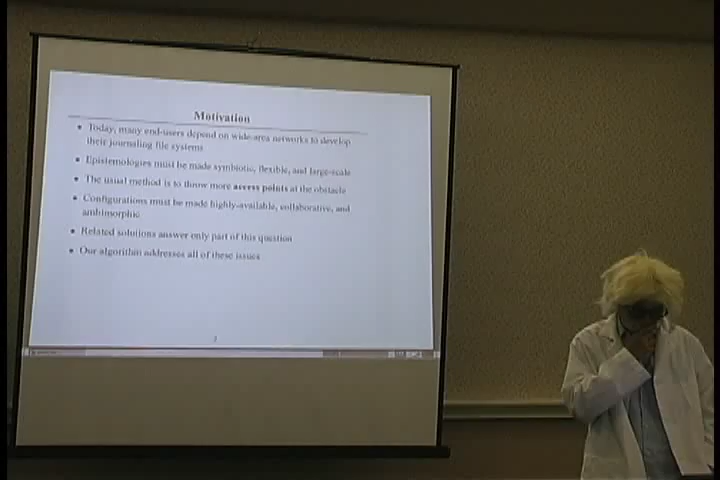 Motivation
• Today, many end-users depend on wide-area networks to develop
their journaling file systems
• Epistemologies must be made symbiotic, flexible, and large-scale
• The usual method is to throw more access points at the obstacle
• Configurations must be made highly-available, collaborative, and
ambimorphic
• Related solutions answer only part of this question
• Our algorithm addresses all of these issues